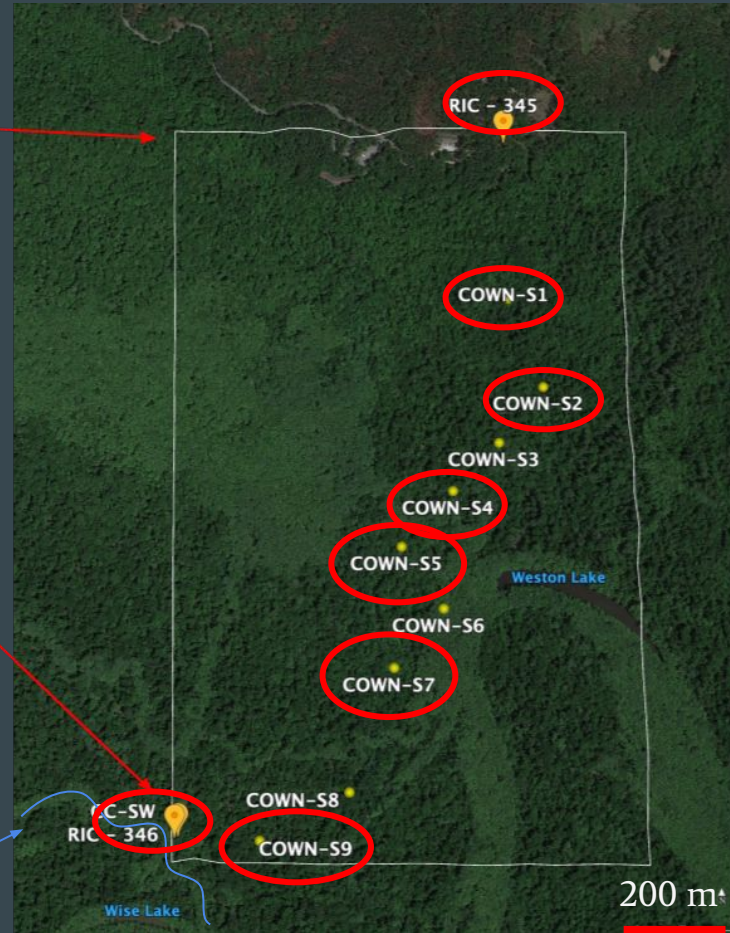 RIC - 345
COWN-S1
COWN-S2
COWN-S3
COWN-S4
COWN-S5
Weston Lake
COWN-S6
COWN-S7
COWN-S8
CC-SW
RIC - 346
COWN-S9
200 m
Wise Lake